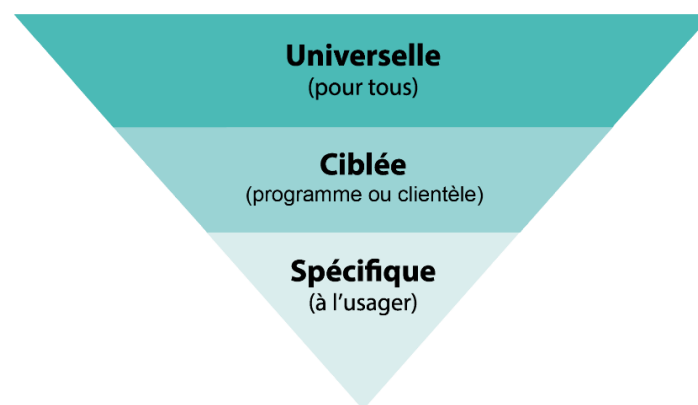 Universelle
(pour tous)
Ciblée
(programme ou clientèle)
Spécifique
(à l’usager)